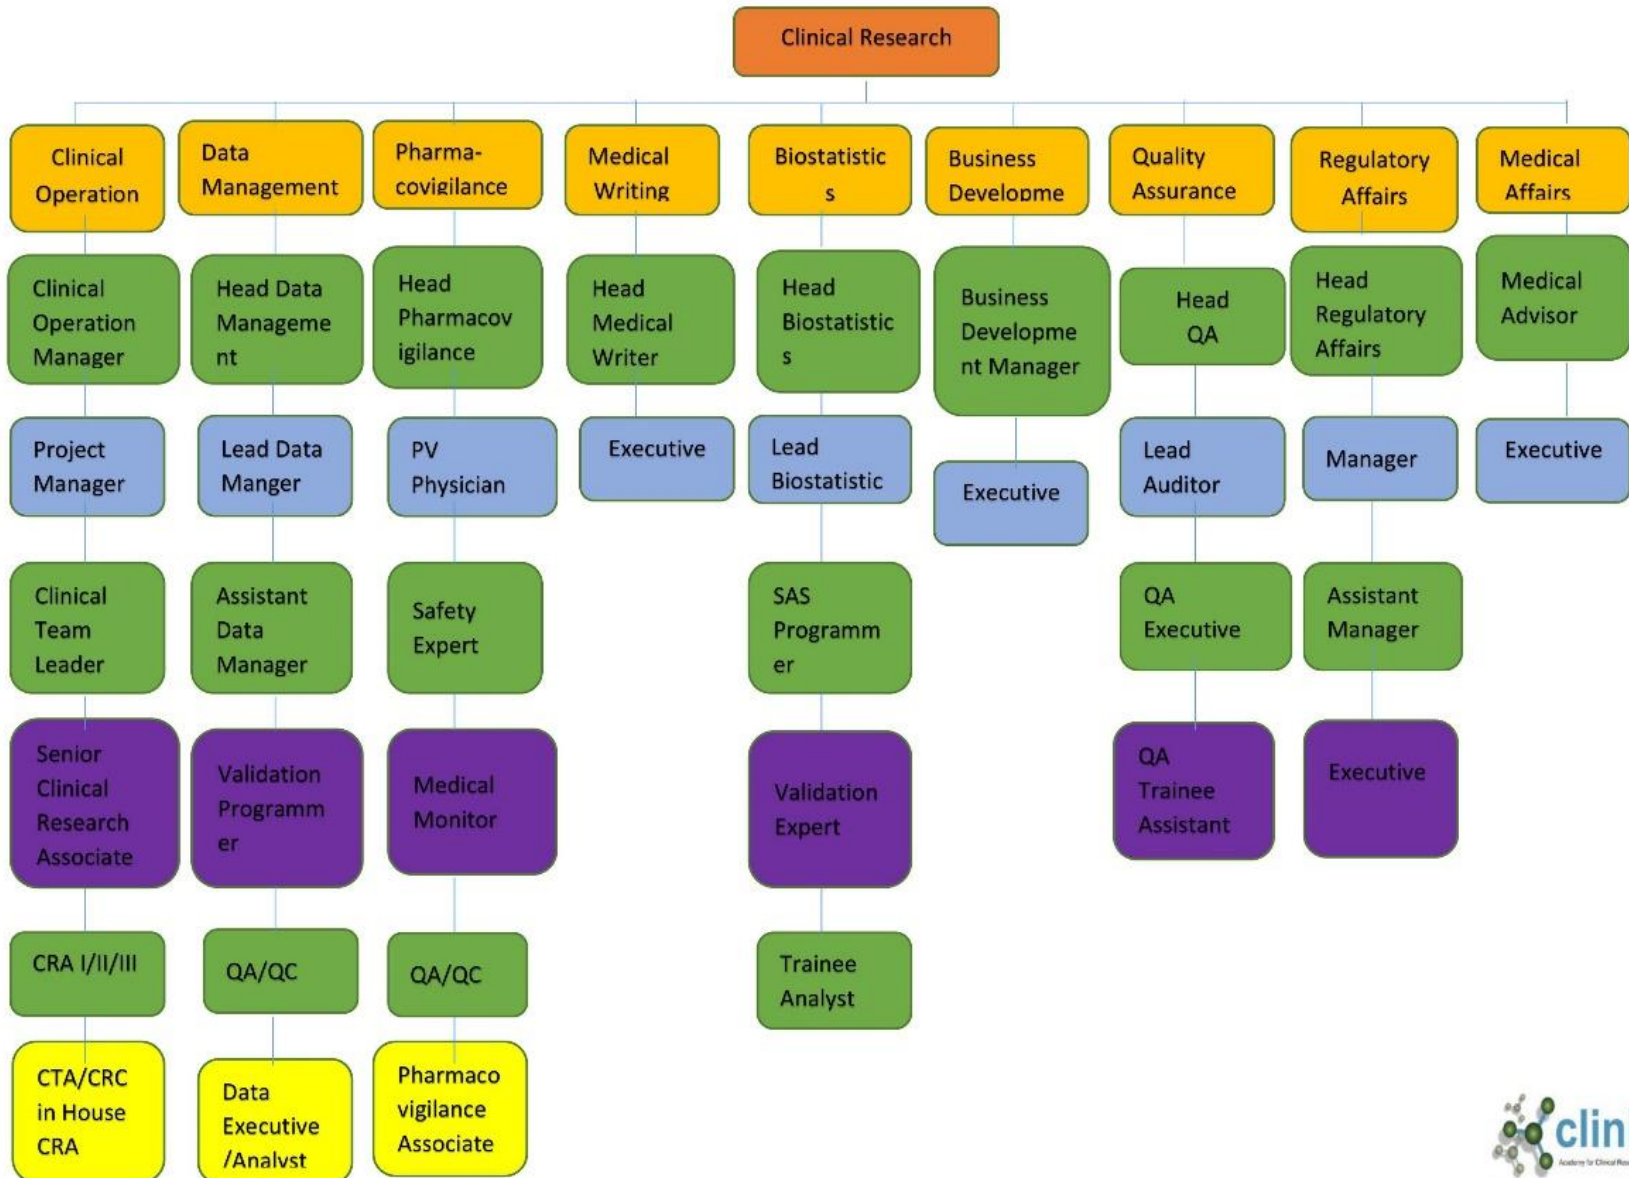 Clinical Research
Clinical
Operation
Data
Management
Pharma-
covigilance
Medical
Writing
Biostatistic
s
Business
Developme
Quality
Assurance
Regulatory
Affairs
Medical
Affairs
Clinical
Operation
Manager
Head Data
Manageme
nt
Head
Pharmacov
igilance
Head
Medical
Writer
Head
Biostatistic
s
Business
Developme
nt Manager
Head
QA
Head
Regulatory
Affairs
Medical
Advisor
Project
Manager
Lead Data
Manger
PV
Physician
Executive
Lead
Biostatistic
Executive
Lead
Auditor
Manager
Executive
Clinical
Team
Leader
Assistant
Data
Manager
Safety
Expert
SAS
Programm
er
QA
Executive
Assistant
Manager
Senior
Clinical
Research
Associate
Validation
Programm
er
Medical
Monitor
Validation
Expert
QA
Trainee
Assistant
Executive
CRA I/II/III
QA/QC
QA/QC
Trainee
Analyst
CTA/CRC
in House
CRA
Data
Executive
/Analyst
Pharmaco
vigilance
Associate
clin
Academy for Clinical Res